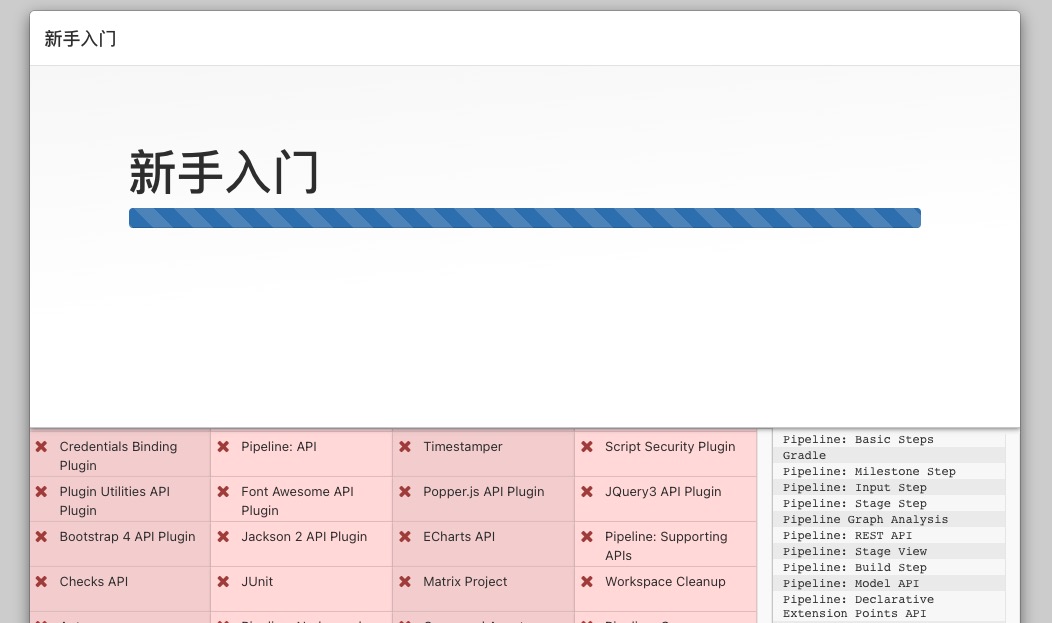 新手入门
新手入门
Credentials Binding
Plugin
Pipeline: API
Timestamper
Script Security Plugin
Plugin Utilities API
Plugin
Font Awesome API
Plugin
Popper.js API Plugin
JQuery3 API Plugin
Bootstrap 4 API Plugin
Jackson 2 API Plugin
ECharts API
Pipeline: Supporting
APIs
Checks API
JUnit
Matrix Project
Workspace Cleanup
Pipeline: Basic Steps
Gradle
Pipeline: Milestone Step
Pipeline: Input Step
Pipeline: Stage Step
Pipeline Graph Analysis
Pipeline: REST API
Pipeline: Stage View
Pipeline: Build Step
Pipeline: Model API
Pipeline: Declarative
Extension Points API